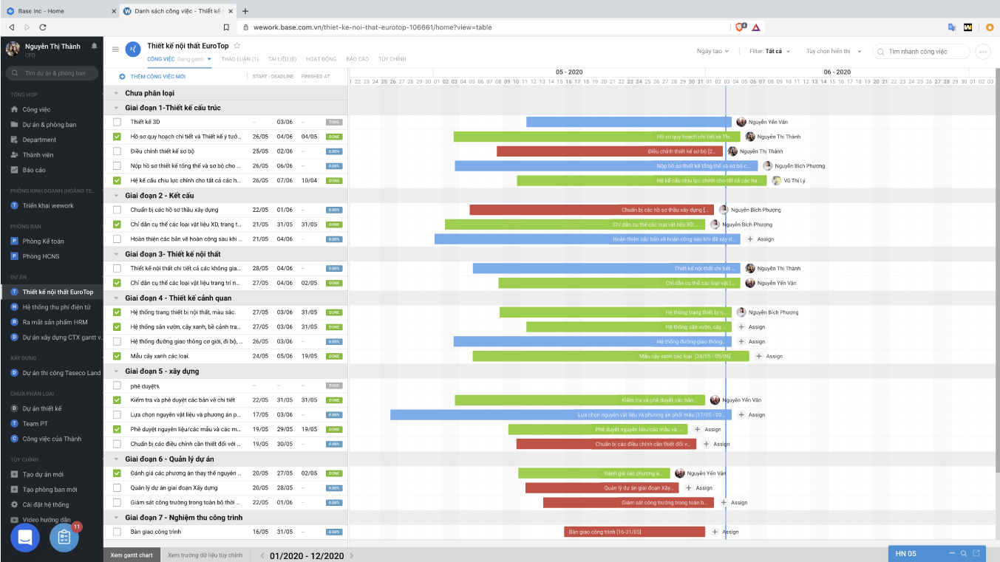 Base Inc - Home
Danh sách công việc - Thiết kế
wework.base.com.vn/thiet-ke-noi-that-eurotop-106661/home?view=table
Nguyễn Thị Thành
CFO
Tìm dự án & phòng ban
TỔNG HỢP
Công việc
Dự án & phòng ban
Department
Thành viên
Báo cáo
PHÒNG KINH DOANH (HOÀNG TE...
Triển khai wework
PHÒNG BAN
Phòng Kế toán
Phòng HCNS
DỰ ÁN
Thiết kế nội thất EuroTop
Hệ thống thu phí điện tử
Ra mắt sản phẩm HRM
Dự án xây dựng CTX gantt v...
XÂY DỰNG
Dự án thi công Taseco Land
CHƯA PHÂN LOẠI
Dự án thiết kế
Team PT
Công việc của Thành
TÙY CHỈNH
Tạo dự án mới
Tạo phòng ban mới
Cài đặt hệ thống
Video hướng dẫn
11
Thiết kế nội thất EuroTop
CÔNG VIỆC Dạng gantt THẢO LUẬN (1) TÀI LIỆU (0) HOẠT ĐỘNG BÁO CÁO TÙY CHỈNH
Ngày tạo Filter: Tất cả Tùy chọn hiển thị Tìm nhanh công việc
THÊM CÔNG VIỆC MỚI START - DEADLINE FINISHED AT
05 - 2020 06 - 2020
22 23 24 25 26 27 28 29 30 01 02 03 04 05 06 07 08 09 10 11 12 13 14 15 16 17 18 19 20 21 22 23 24 25 26 27 28 29 30 31 01 02 03 04 05 06 07 08 09 10 11 12 13 14 15 16 17 18 19 20 21 22 23 24 25 26 27 28 29 30 01 02 03
Chưa phân loại
Giai đoạn 1-Thiết kế cấu trúc
Thiết kế 3D – 03/06 – TODO Nguyễn Yến Vân
Hồ sơ quy hoạch chi tiết và Thiết kế ý tưở... 26/05 04/06 04/05 DONE Hồ sơ quy hoạch chi tiết và Thi... Nguyễn Thị Thành
Điều chỉnh thiết kế sơ bộ 25/05 02/06 – 0.00% Điều chỉnh thiết kế sơ bộ [2... Nguyễn Thị Thành
Nộp hồ sơ thiết kế tổng thể và sơ bộ cho ... 26/05 06/06 – 0.00% Nộp hồ sơ thiết kế tổng thể và sơ bộ c... Nguyễn Bích Phượng
Hệ kế cấu chịu lực chính cho tất cả các h... 26/05 07/06 10/04 DONE Hệ kế cấu chịu lực chính cho tất cả các hạ... Vũ Thị Lý
Giai đoạn 2 - Kết cấu
Chuẩn bị các hồ sơ thầu xây dựng 22/05 01/06 – 0.00% Chuẩn bị các hồ sơ thầu xây dựng [... Nguyễn Bích Phượng
Chỉ dẫn cụ thể các loại vật liệu XD, trang t... 21/05 31/05 31/05 DONE Chỉ dẫn cụ thể các loại vật liệu XD, ... Nguyễn Bích Phượng
Hoàn thiện các bản vẽ hoàn công sau khi ... 21/05 04/06 – 0.00% Hoàn thiện các bản vẽ hoàn công sau khi đã xây d... Assign
Giai đoạn 3- Thiết kế nội thất
Thiết kế nội thất chi tiết cả các không gia... 28/05 04/06 – 0.00% Thiết kế nội thất chi tiết ... Nguyễn Thị Thành
Chỉ dẫn cụ thể các loại vật liệu trang trí n... 27/05 04/06 02/05 DONE Chỉ dẫn cụ thể các loại vật l... Nguyễn Yến Vân
Giai đoạn 4 - Thiết kế cảnh quan
Hệ thống trang thiết bị nội thất, màu sắc. 27/05 03/06 31/05 DONE Hệ thống trang thiết bị n... Nguyễn Bích Phượng
Hệ thống sân vườn, cây xanh, bề cảnh tra... 27/05 03/06 31/05 DONE Hệ thống sân vườn, cây ... Assign
Hệ thống đường giao thông cơ giới, đi bộ, ... 26/05 03/06 – 0.00% Hệ thống đường giao thông... Assign
Mẫu cây xanh các loại. 24/05 05/06 19/05 DONE Mẫu cây xanh các loại. [24/05 - 05/06] Assign
Giai đoạn 5 - xây dựng
phê duyệt% – – – TODO
Kiểm tra và phê duyệt các bản vẽ chi tiết 22/05 31/05 31/05 DONE Kiểm tra và phê duyệt các bản ... Nguyễn Yến Vân
Lựa chọn nguyên vật liệu và phương án p... 17/05 03/06 – 0.00% Lựa chọn nguyên vật liệu và phương án phối màu [17/05 - 03... Assign
Phê duyệt nguyên liệu/các mẫu và các m... 19/05 29/05 19/05 DONE Phê duyệt nguyên liệu/các mẫu và ... Assign
Chuẩn bị các điều chỉnh cần thiết đối với ... 19/05 30/05 – 0.00% Chuẩn bị các điều chỉnh cần thiết đối v... Assign
Giai đoạn 6 - Quản lý dự án
Đánh giá các phương án thay thế nguyên ... 20/05 27/05 02/05 DONE Đánh giá các phương á... Nguyễn Yến Vân
Quản lý dự án giai đoạn Xây dựng 20/05 28/05 – 0.00% Quản lý dự án giai đoạn Xây... Assign
Giám sát công trường trong toàn bộ thời ... 22/05 01/06 – 0.00% Giám sát công trường trong toàn b... Assign
Giai đoạn 7 - Nghiệm thu công trình
Bàn giao công trình 16/05 31/05 – 0.00% Bàn giao công trình [16-31/05] Assign
Xem gantt chart Xem trường dữ liệu tùy chỉnh 01/2020 - 12/2020
HN 05